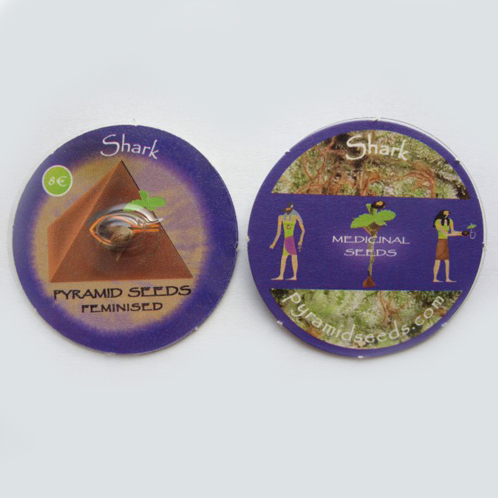 Shark
8€
PYRAMID SEEDS
FEMINISED
Shark
MEDICINAL
SEEDS
Pyramidseeds.com